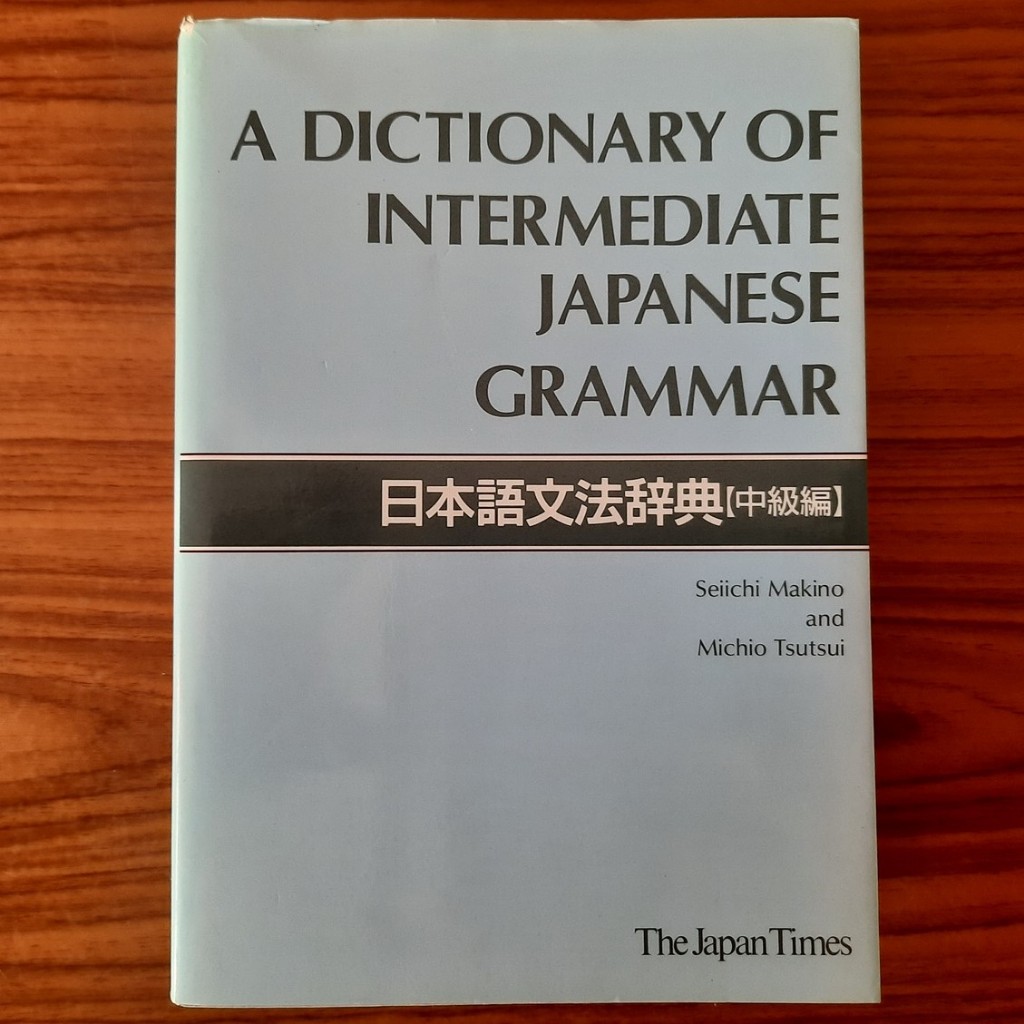 A DICTIONARY OF
INTERMEDIATE
JAPANESE
GRAMMAR
日本語文法辞典【中級編】
Seiichi Makino
and
Michio Tsutsui
The Japan Times